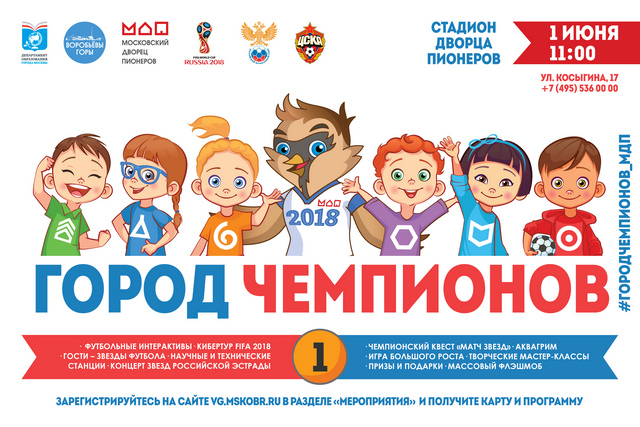 ДЕПАРТАМЕНТ
ОБРАЗОВАНИЯ
ГОРОДА МОСКВЫ
ВОРОБЬЁВЫ
ГОРЫ
МОСКОВСКИЙ
ДВОРЕЦ
ПИОНЕРОВ
FIFA WORLD CUP
RUSSIA 2018
ЦСКА
СТАДИОН
ДВОРЦА
ПИОНЕРОВ
1 ИЮНЯ
11:00
УЛ. КОСЫГИНА, 17
+7 (495) 536 00 00
2018
#ГОРОДЧЕМПИОНОВ_МДП
ГОРОД ЧЕМПИОНОВ
· ФУТБОЛЬНЫЕ ИНТЕРАКТИВЫ · КИБЕРТУР FIFA 2018
· ГОСТИ – ЗВЕЗДЫ ФУТБОЛА · НАУЧНЫЕ И ТЕХНИЧЕСКИЕ
СТАНЦИИ · КОНЦЕРТ ЗВЕЗД РОССИЙСКОЙ ЭСТРАДЫ
1
· ЧЕМПИОНСКИЙ КВЕСТ «МАТЧ ЗВЕЗД» · АКВАГРИМ
· ИГРА БОЛЬШОГО РОСТА · ТВОРЧЕСКИЕ МАСТЕР-КЛАССЫ
· ПРИЗЫ И ПОДАРКИ · МАССОВЫЙ ФЛЭШМОБ
ЗАРЕГИСТРИРУЙТЕСЬ НА САЙТЕ VG.MSKOBR.RU В РАЗДЕЛЕ «МЕРОПРИЯТИЯ» И ПОЛУЧИТЕ КАРТУ И ПРОГРАММУ